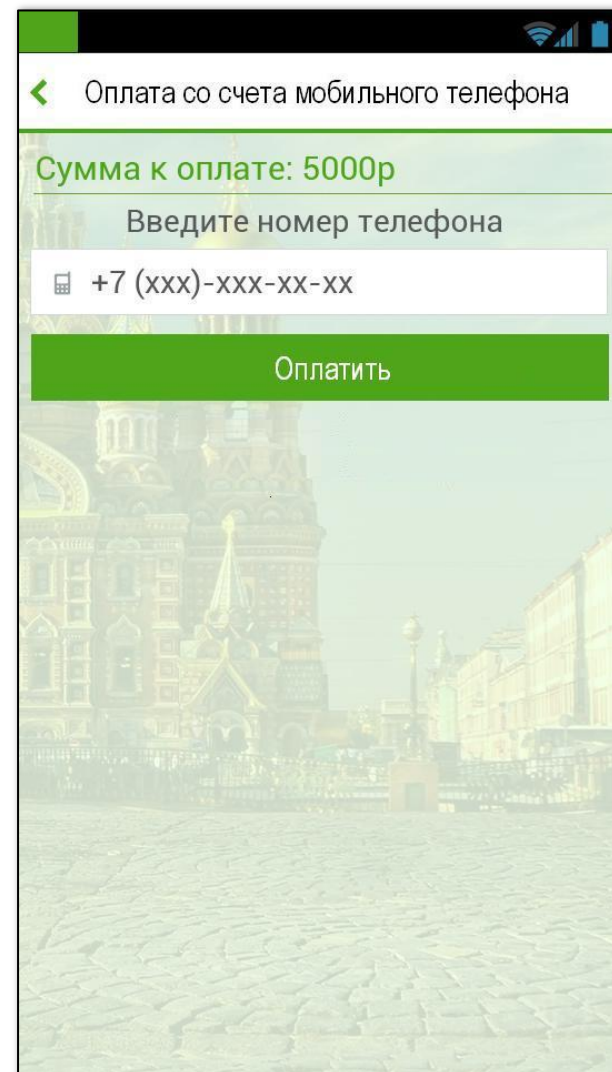 Оплата со счета мобильного телефона
Сумма к оплате: 5000р
Введите номер телефона
+7 (xxx)-xxx-xx-xx
Оплатить